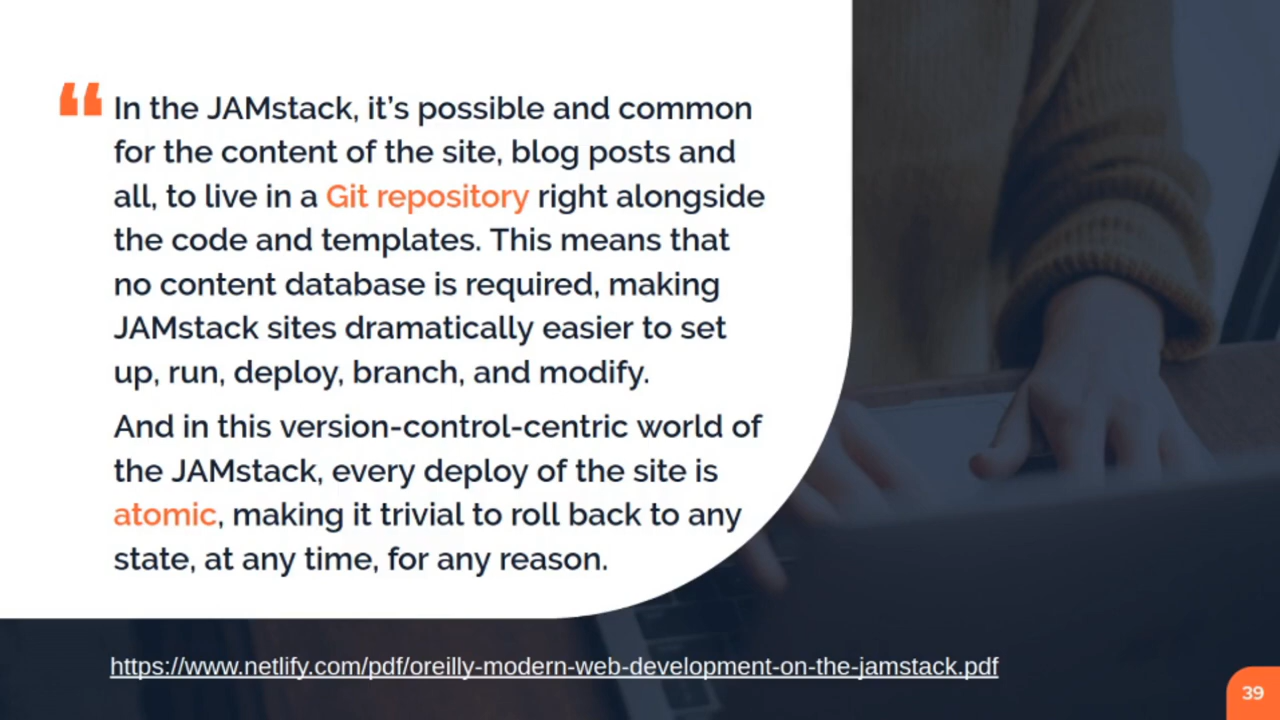 “ In the JAMstack, it’s possible and common
for the content of the site, blog posts and
all, to live in a Git repository right alongside
the code and templates. This means that
no content database is required, making
JAMstack sites dramatically easier to set
up, run, deploy, branch, and modify.
And in this version-control-centric world of
the JAMstack, every deploy of the site is
atomic, making it trivial to roll back to any
state, at any time, for any reason.
https://www.netlify.com/pdf/oreilly-modern-web-development-on-the-jamstack.pdf
39